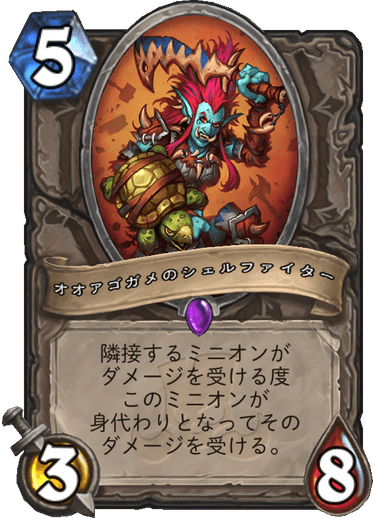 5
オオアゴガメのシェルファイター
隣接するミニオンが
ダメージを受ける度
このミニオンが
身代わりとなってその
ダメージを受ける。
3
8